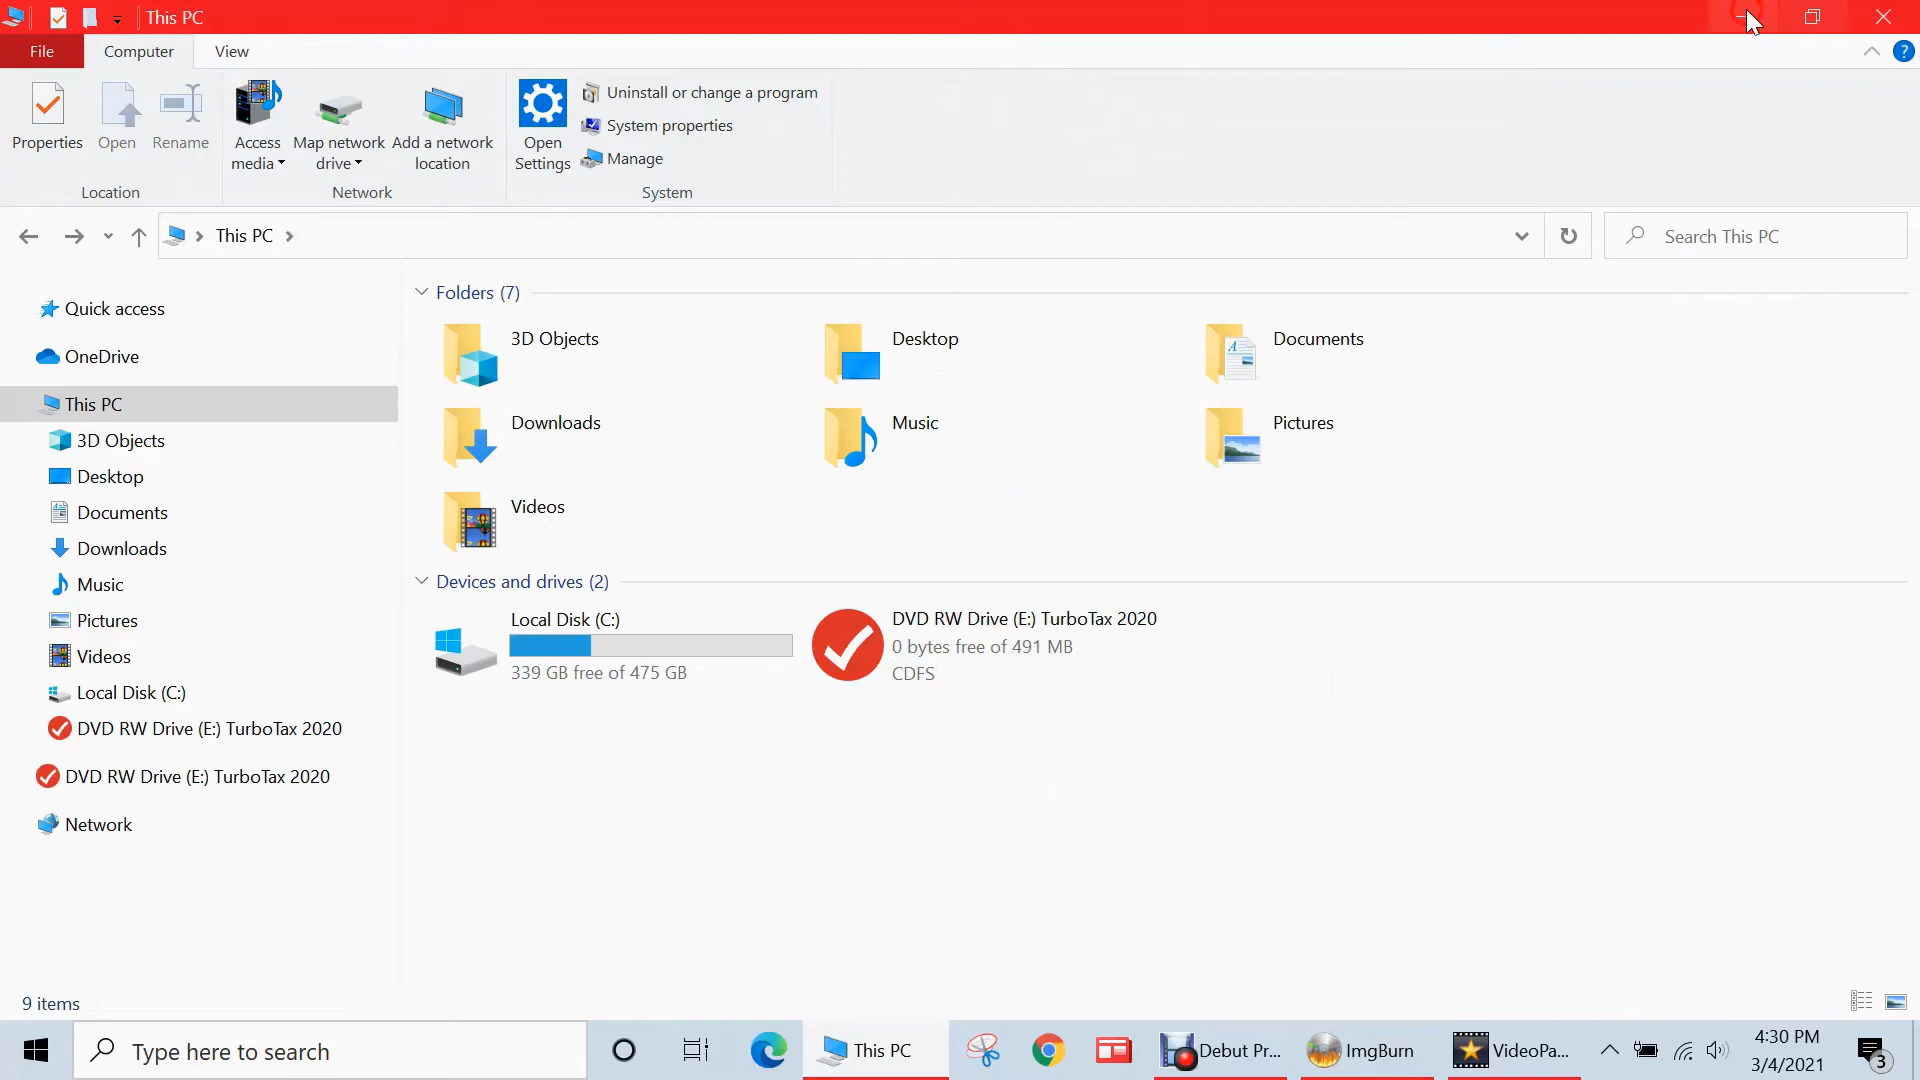 This PC
File
Computer
View
Properties
Open
Rename
Location
Access
media
Map network
drive
Add a network
location
Network
Open
Settings
Uninstall or change a program
System properties
Manage
System
This PC
Search This PC
Quick access
OneDrive
This PC
3D Objects
Desktop
Documents
Downloads
Music
Pictures
Videos
Local Disk (C:)
DVD RW Drive (E:) TurboTax 2020
DVD RW Drive (E:) TurboTax 2020
Network
Folders (7)
3D Objects
Desktop
Documents
Downloads
Music
Pictures
Videos
Devices and drives (2)
Local Disk (C:)
339 GB free of 475 GB
DVD RW Drive (E:) TurboTax 2020
0 bytes free of 491 MB
CDFS
9 items
Type here to search
This PC
Debut Pr...
ImgBurn
VideoPa...
4:30 PM
3/4/2021
3